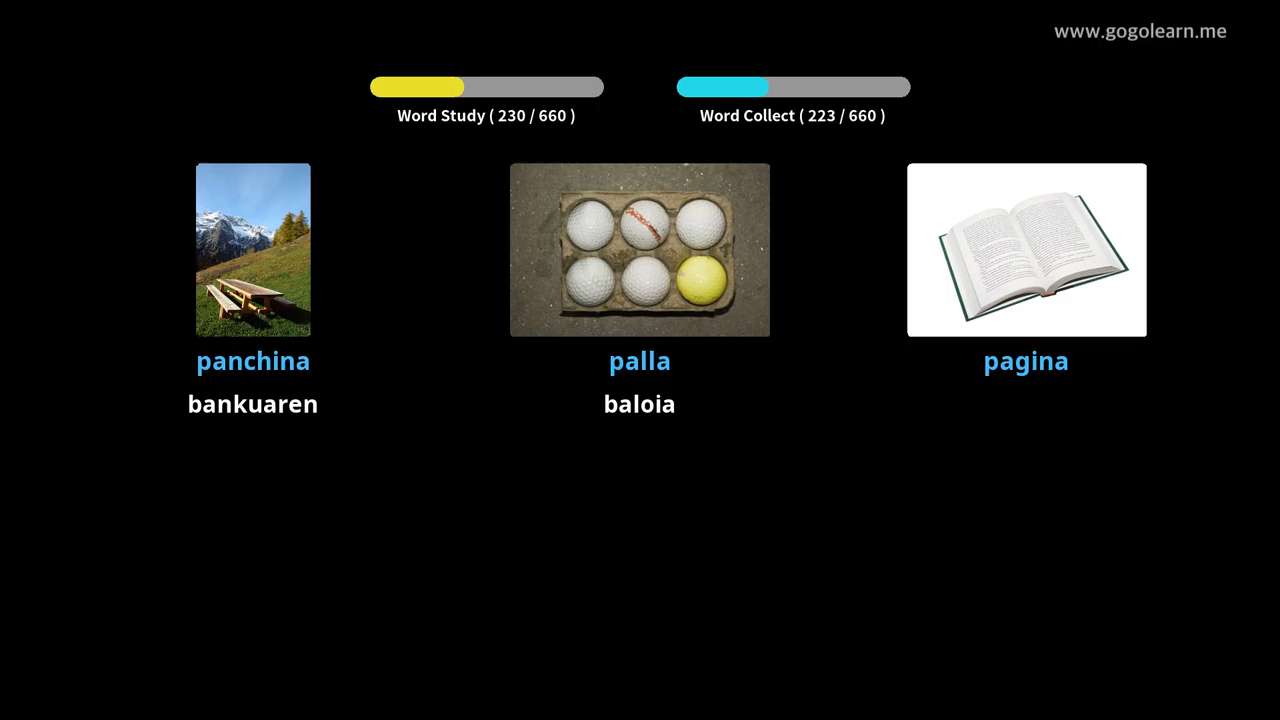 www.gogolearn.me
Word Study ( 230 / 660 )
Word Collect ( 223 / 660 )
panchina
palla
pagina
bankuaren
baloia